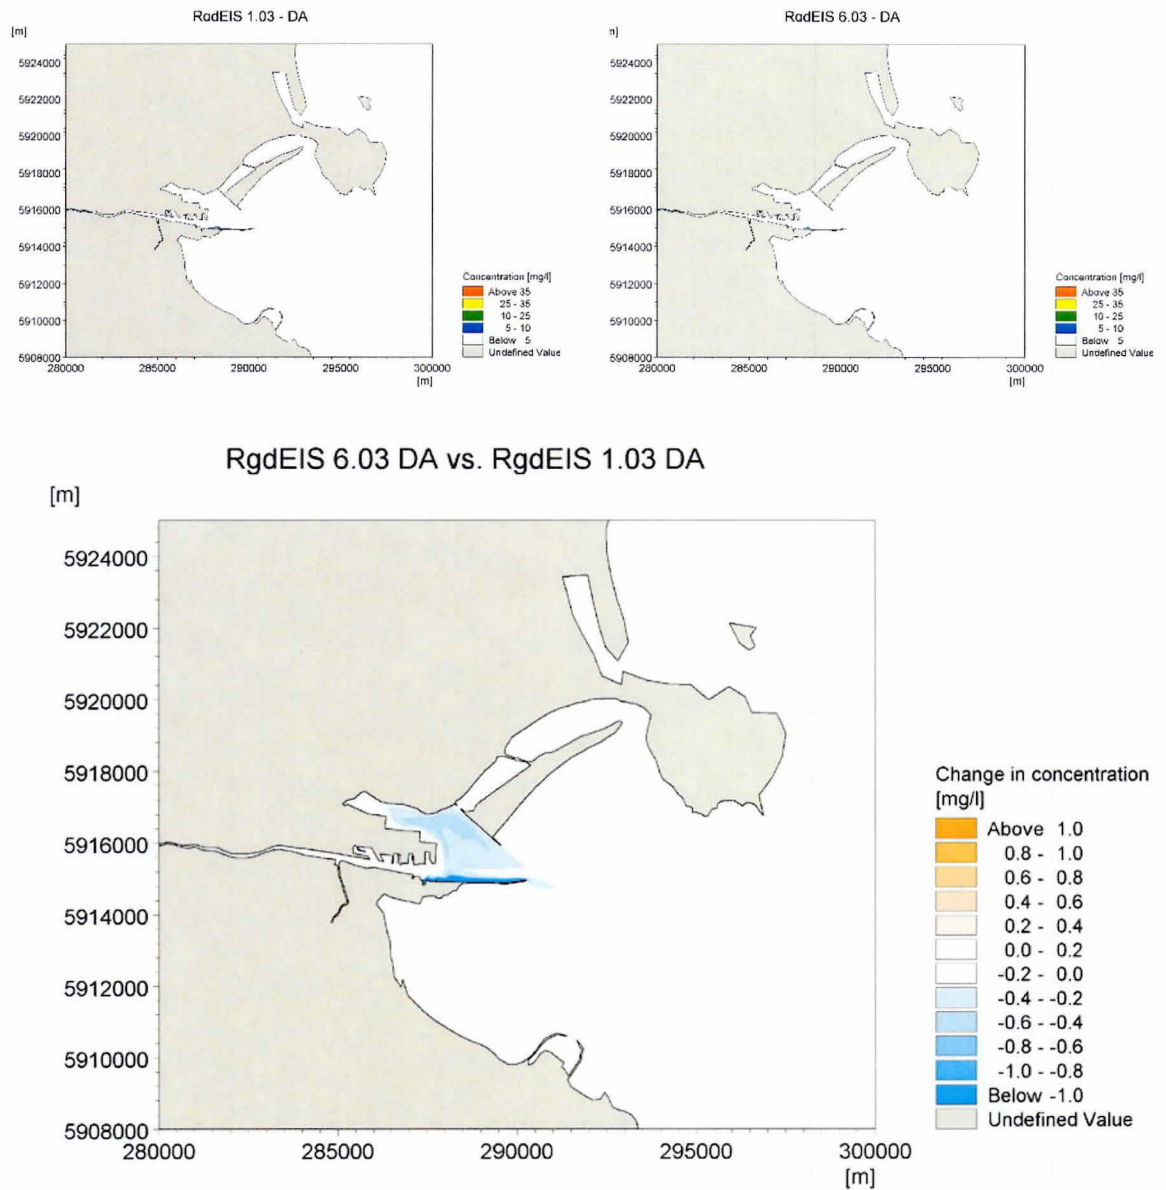 RgdEIS 1.03 - DA
[m]
5924000
5922000
5920000
5918000
5916000
5914000
5912000
5910000
5908000
280000 285000 290000 295000 300000
[m]
Concentration [mg/l]
Above 35
25 - 35
10 - 25
5 - 10
Below 5
Undefined Value
RgdEIS 6.03 - DA
5924000
5922000
5920000
5918000
5916000
5914000
5912000
5910000
5908000
280000 285000 290000 295000 300000
[m]
Concentration [mg/l]
Above 35
25 - 35
10 - 25
5 - 10
Below 5
Undefined Value
RgdEIS 6.03 DA vs. RgdEIS 1.03 DA
[m]
5924000
5922000
5920000
5918000
5916000
5914000
5912000
5910000
5908000
280000 285000 290000 295000 300000
[m]
Change in concentration
[mg/l]
Above 1.0
0.8 - 1.0
0.6 - 0.8
0.4 - 0.6
0.2 - 0.4
0.0 - 0.2
-0.2 - 0.0
-0.4 - -0.2
-0.6 - -0.4
-0.8 - -0.6
-1.0 - -0.8
Below -1.0
Undefined Value